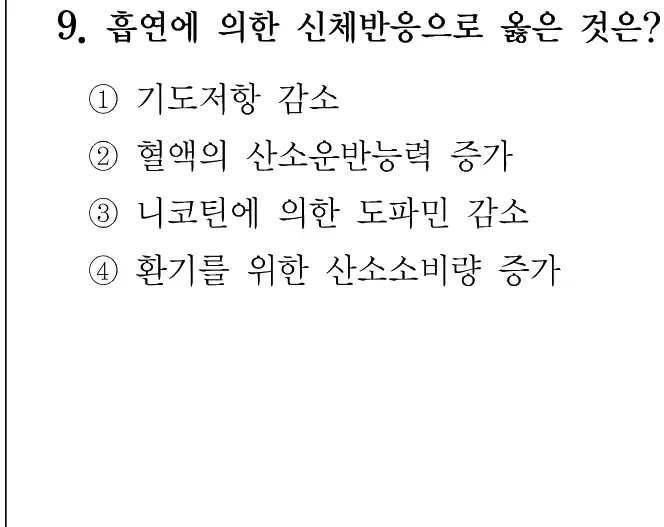 9. 흡연에 의한 신체반응으로 옳은 것은?
① 기도저항 감소
② 혈액의 산소운반능력 증가
③ 니코틴에 의한 도파민 감소
④ 환기를 위한 산소소비량 증가